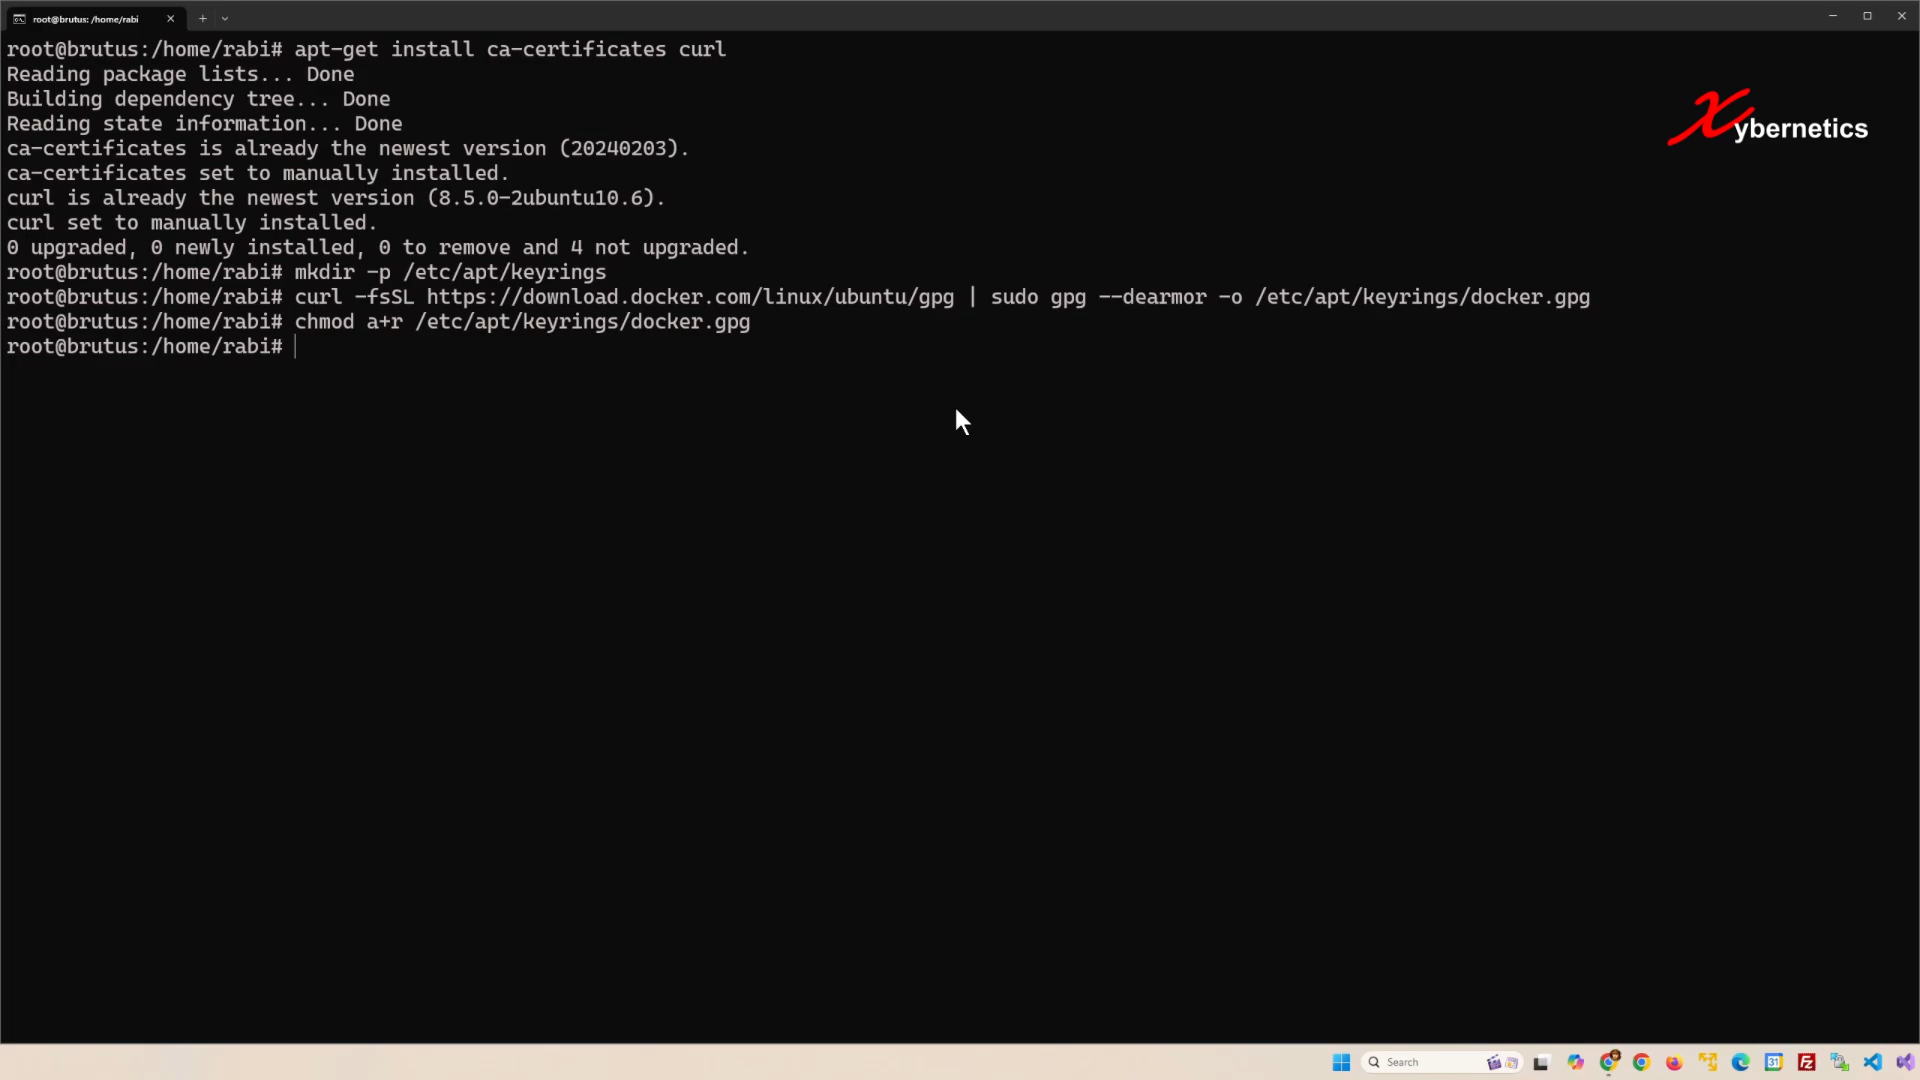 root@brutus: /home/rabi
root@brutus:/home/rabi# apt-get install ca-certificates curl
Reading package lists... Done
Building dependency tree... Done
Reading state information... Done
ca-certificates is already the newest version (20240203).
ca-certificates set to manually installed.
curl is already the newest version (8.5.0-2ubuntu10.6).
curl set to manually installed.
0 upgraded, 0 newly installed, 0 to remove and 4 not upgraded.
root@brutus:/home/rabi# mkdir -p /etc/apt/keyrings
root@brutus:/home/rabi# curl -fsSL https://download.docker.com/linux/ubuntu/gpg | sudo gpg --dearmor -o /etc/apt/keyrings/docker.gpg
root@brutus:/home/rabi# chmod a+r /etc/apt/keyrings/docker.gpg
root@brutus:/home/rabi#
Xybernetics
Search
31
FZ